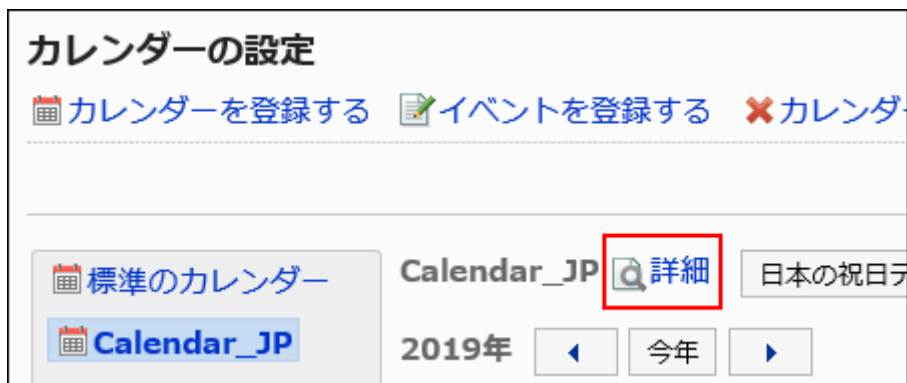 カレンダーの設定
カレンダーを登録する イベントを登録する カレンダー
標準のカレンダー
Calendar_JP
Calendar_JP 詳細 日本の祝日デ
2019年 今年